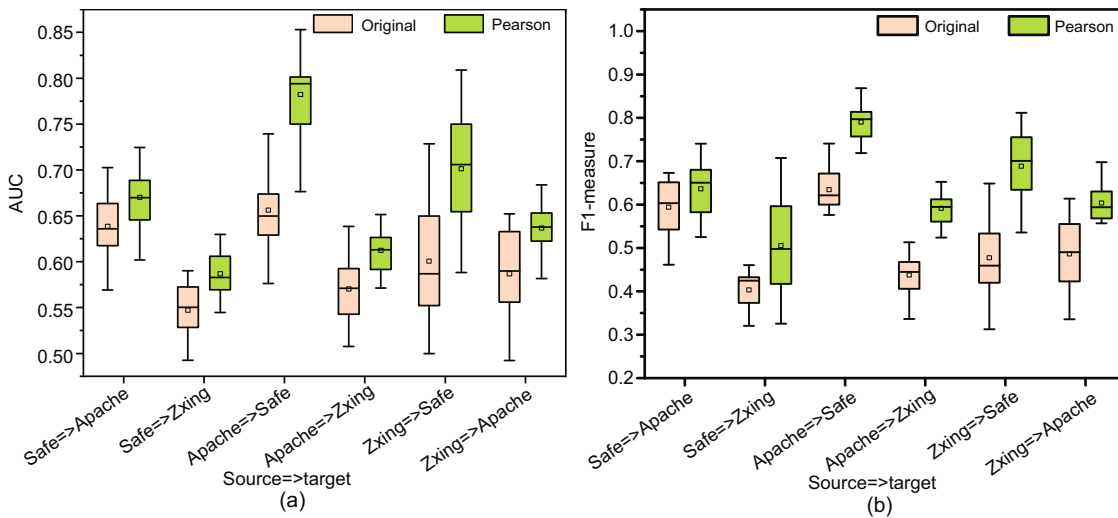 Original
Pearson
AUC
0.85
0.80
0.75
0.70
0.65
0.60
0.55
0.50
Safe=>Apache
Safe=>Zxing
Apache=>Safe
Apache=>Zxing
Zxing=>Safe
Zxing=>Apache
Source=>target
(a)
Original
Pearson
F1-measure
1.0
0.9
0.8
0.7
0.6
0.5
0.4
0.3
0.2
Safe=>Apache
Safe=>Zxing
Apache=>Safe
Apache=>Zxing
Zxing=>Safe
Zxing=>Apache
Source=>target
(b)